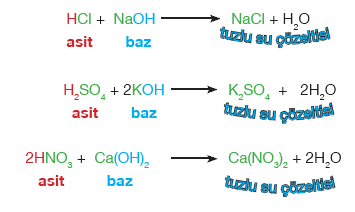 HCl + NaOH → NaCl + H₂O
asit baz tuzlu su çözeltisi
H₂SO₄ + 2KOH → K₂SO₄ + 2H₂O
asit baz tuzlu su çözeltisi
2HNO₃ + Ca(OH)₂ → Ca(NO₃)₂ + 2H₂O
asit baz tuzlu su çözeltisi